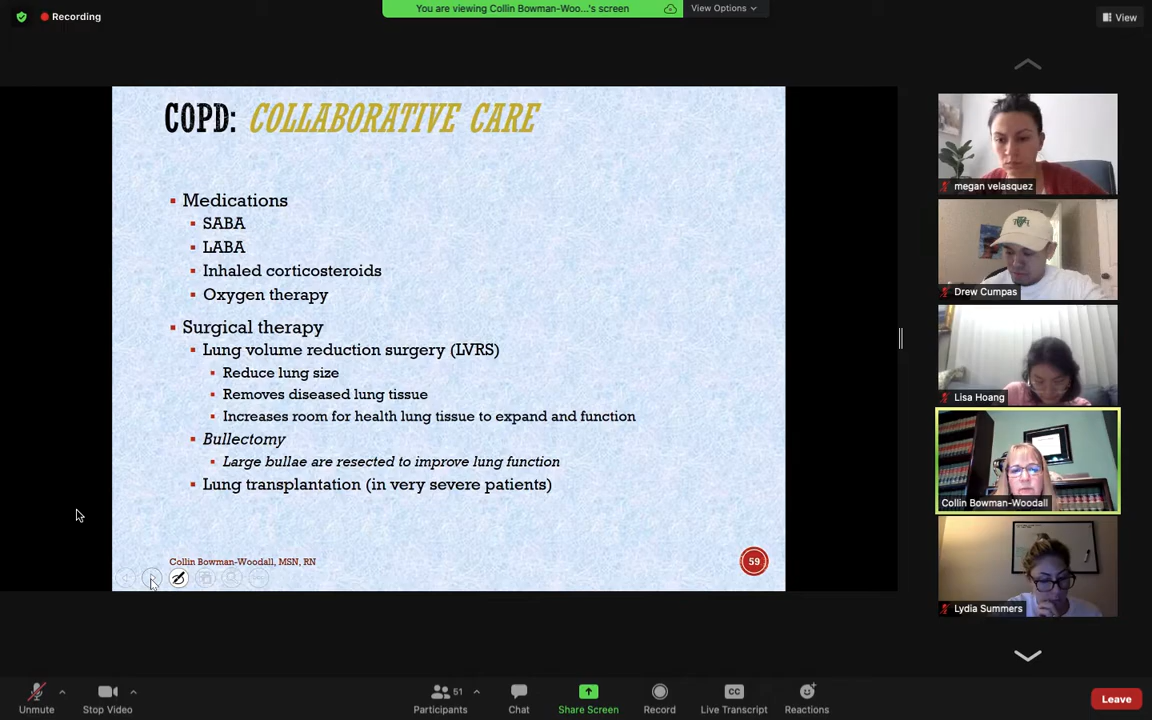 Recording
You are viewing Collin Bowman-Woo...'s screen
View Options
View
COPD: COLLABORATIVE CARE
Medications
SABA
LABA
Inhaled corticosteroids
Oxygen therapy
Surgical therapy
Lung volume reduction surgery (LVRS)
Reduce lung size
Removes diseased lung tissue
Increases room for health lung tissue to expand and function
Bullectomy
Large bullae are resected to improve lung function
Lung transplantation (in very severe patients)
Collin Bowman-Woodall, MSN, RN
59
megan velasquez
Drew Cumpas
Lisa Hoang
Collin Bowman-Woodall
Lydia Summers
Unmute
Stop Video
51
Participants
Chat
Share Screen
Record
CC
Live Transcript
Reactions
Leave